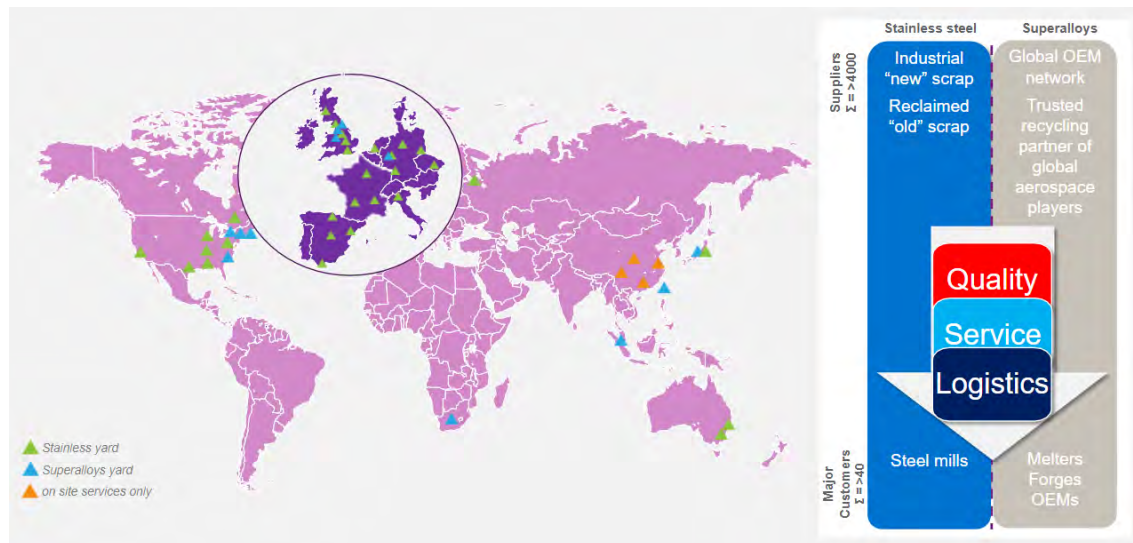 Stainless steel
Superalloys
Suppliers
Σ = >4000
Industrial
“new” scrap
Reclaimed
“old” scrap
Global OEM
network
Trusted
recycling
partner of
global
aerospace
players
Quality
Service
Logistics
Major
Customers
Σ = >40
Steel mills
Melters
Forges
OEMs
Stainless yard
Superalloys yard
on site services only